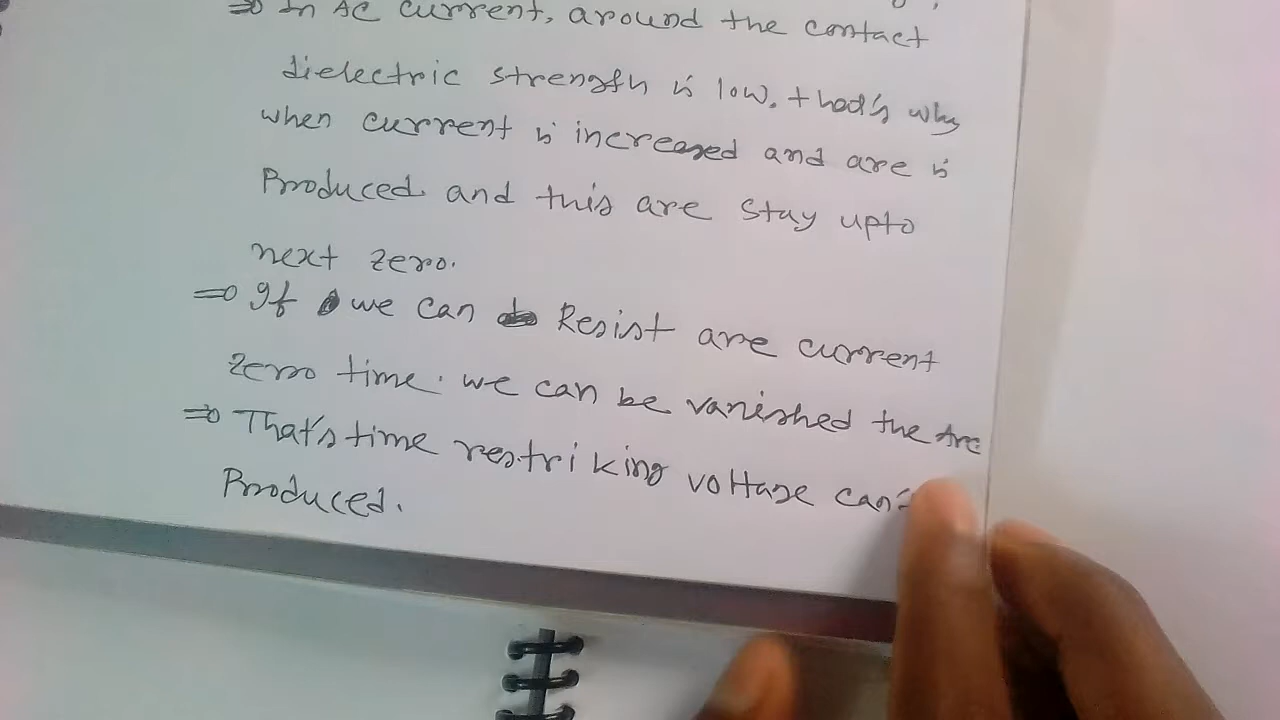 ⇒ In AC current, around the contact
dielectric strength is low. that's why
when current is increased and arc is
Produced and this arc stay upto
next zero.
⇒ If we can Resist arc current
zero time. we can be vanished the Arc
⇒ That's time restriking voltage can't
Produced.